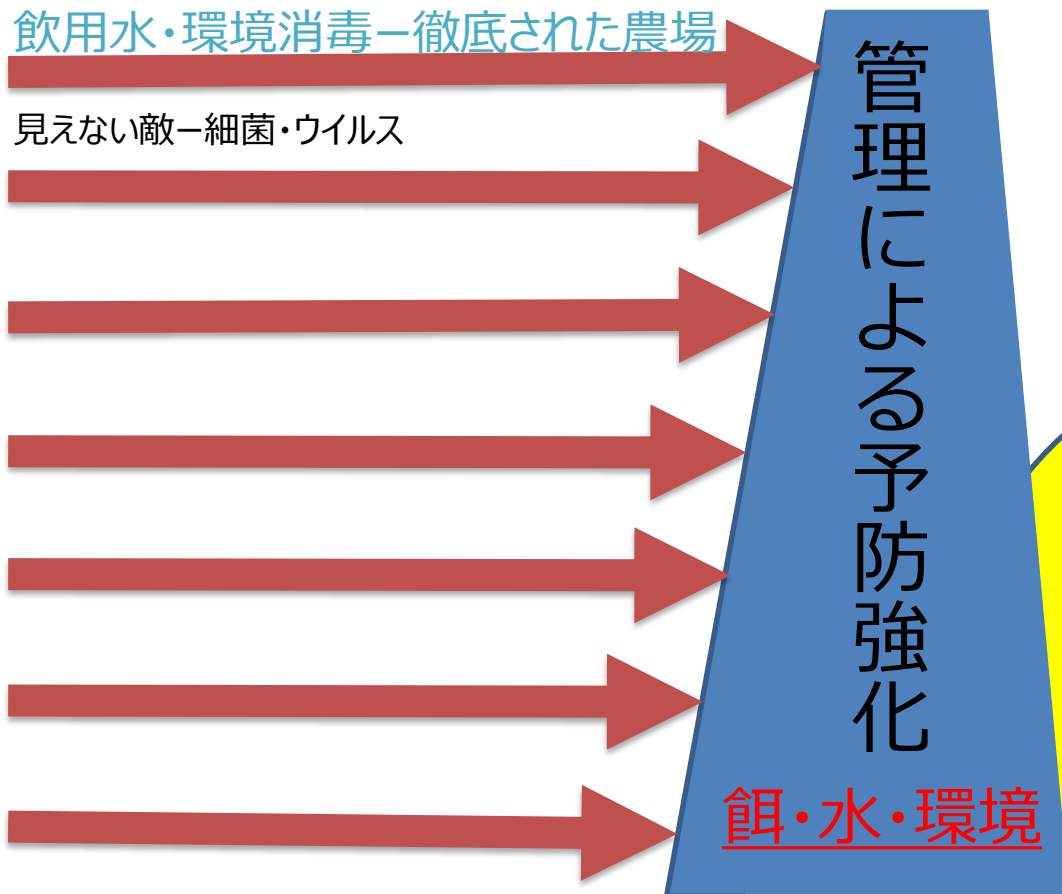 飲用水・環境消毒－徹底された農場
見えない敵－細菌・ウイルス
管理による予防強化
餌・水・環境